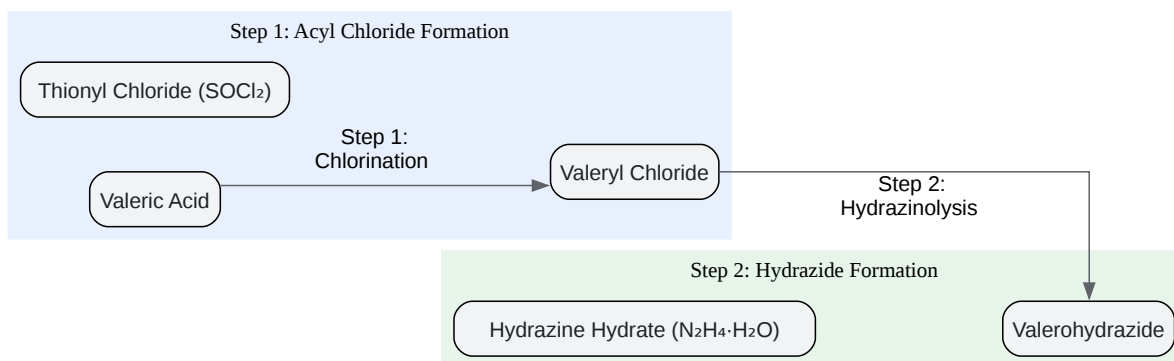 Step 1: Acyl Chloride Formation
Thionyl Chloride (SOCl₂)
Step 1:
Chlorination
Valeric Acid
Valeryl Chloride
Step 2:
Hydrazinolysis
Step 2: Hydrazide Formation
Hydrazine Hydrate (N₂H₄·H₂O)
Valerohydrazide